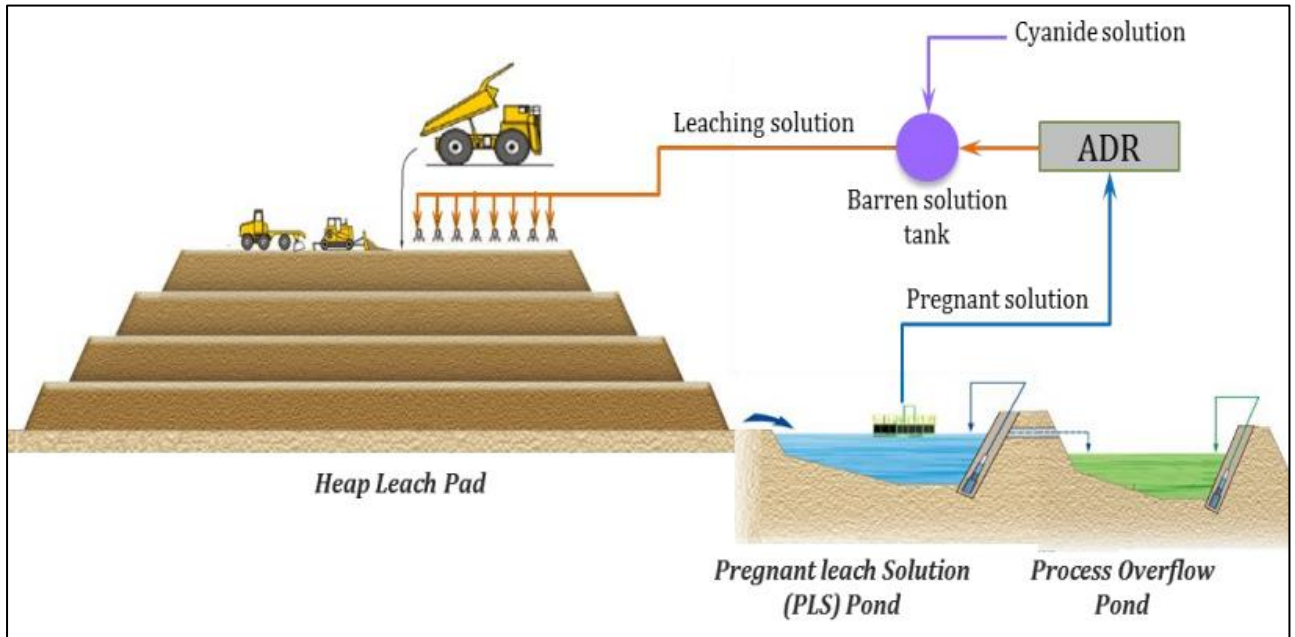 Cyanide solution
Leaching solution
ADR
Barren solution
tank
Pregnant solution
Heap Leach Pad
Pregnant leach Solution
(PLS) Pond
Process Overflow
Pond